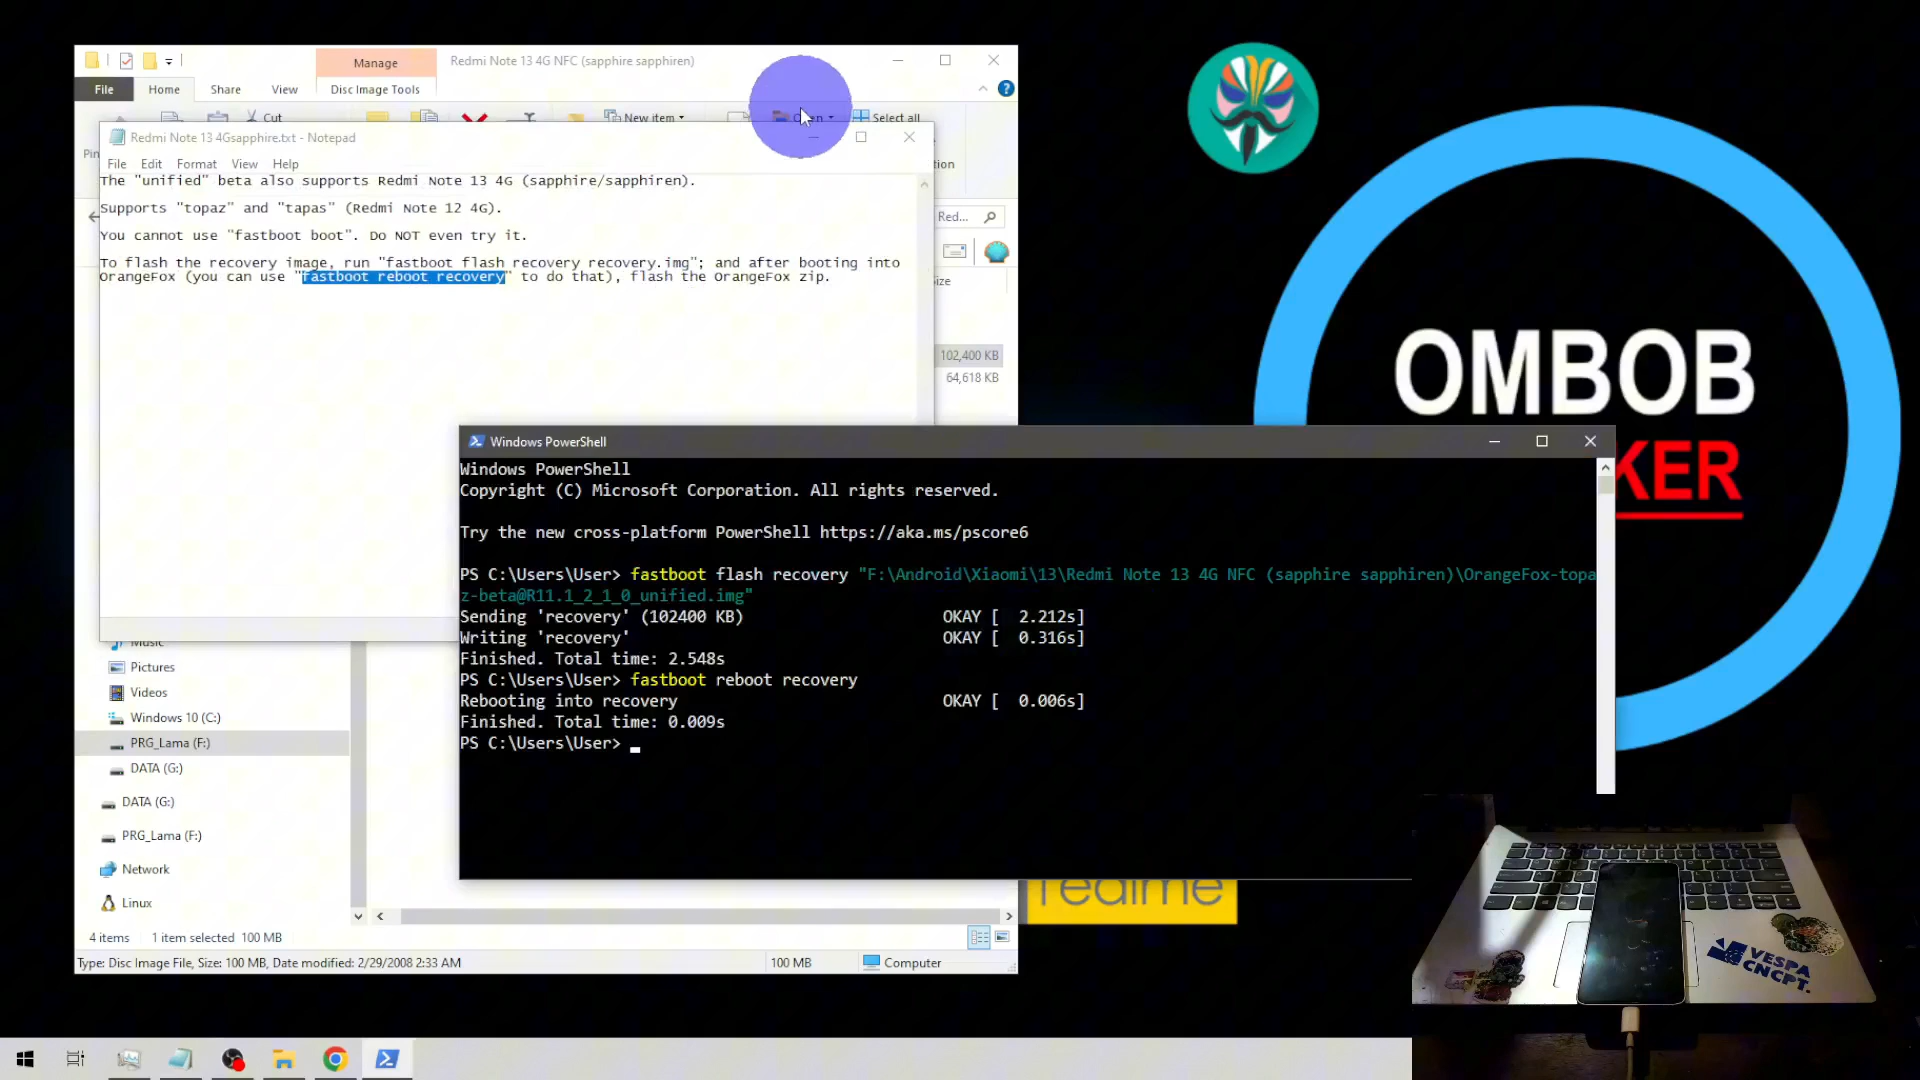 Manage
Redmi Note 13 4G NFC (sapphire sapphiren)
File
Home
Share
View
Disc Image Tools
Cut
New item
Open
Select all
Redmi Note 13 4Gsapphire.txt - Notepad
File Edit Format View Help
The "unified" beta also supports Redmi Note 13 4G (sapphire/sapphiren).
Supports "topaz" and "tapas" (Redmi Note 12 4G).
You cannot use "fastboot boot". Do NOT even try it.
To flash the recovery image, run "fastboot flash recovery recovery.img"; and after booting into
OrangeFox (you can use "fastboot reboot recovery" to do that), flash the OrangeFox zip.
Red...
102,400 KB
64,618 KB
OMBOB
KER
Windows PowerShell
Windows PowerShell
Copyright (C) Microsoft Corporation. All rights reserved.
Try the new cross-platform PowerShell https://aka.ms/pscore6
PS C:\Users\User> fastboot flash recovery "F:\Android\Xiaomi\13\Redmi Note 13 4G NFC (sapphire sapphiren)\OrangeFox-topa
z-beta@R11.1_2_1_0_unified.img"
Sending 'recovery' (102400 KB) OKAY [ 2.212s]
Writing 'recovery' OKAY [ 0.316s]
Finished. Total time: 2.548s
PS C:\Users\User> fastboot reboot recovery
Rebooting into recovery OKAY [ 0.006s]
Finished. Total time: 0.009s
PS C:\Users\User>
Music
Pictures
Videos
Windows 10 (C:)
PRG_Lama (F:)
DATA (G:)
DATA (G:)
PRG_Lama (F:)
Network
Linux
realme
4 items 1 item selected 100 MB
Type: Disc Image File, Size: 100 MB, Date modified: 2/29/2008 2:33 AM
100 MB
Computer
VESPA
CNCPT.